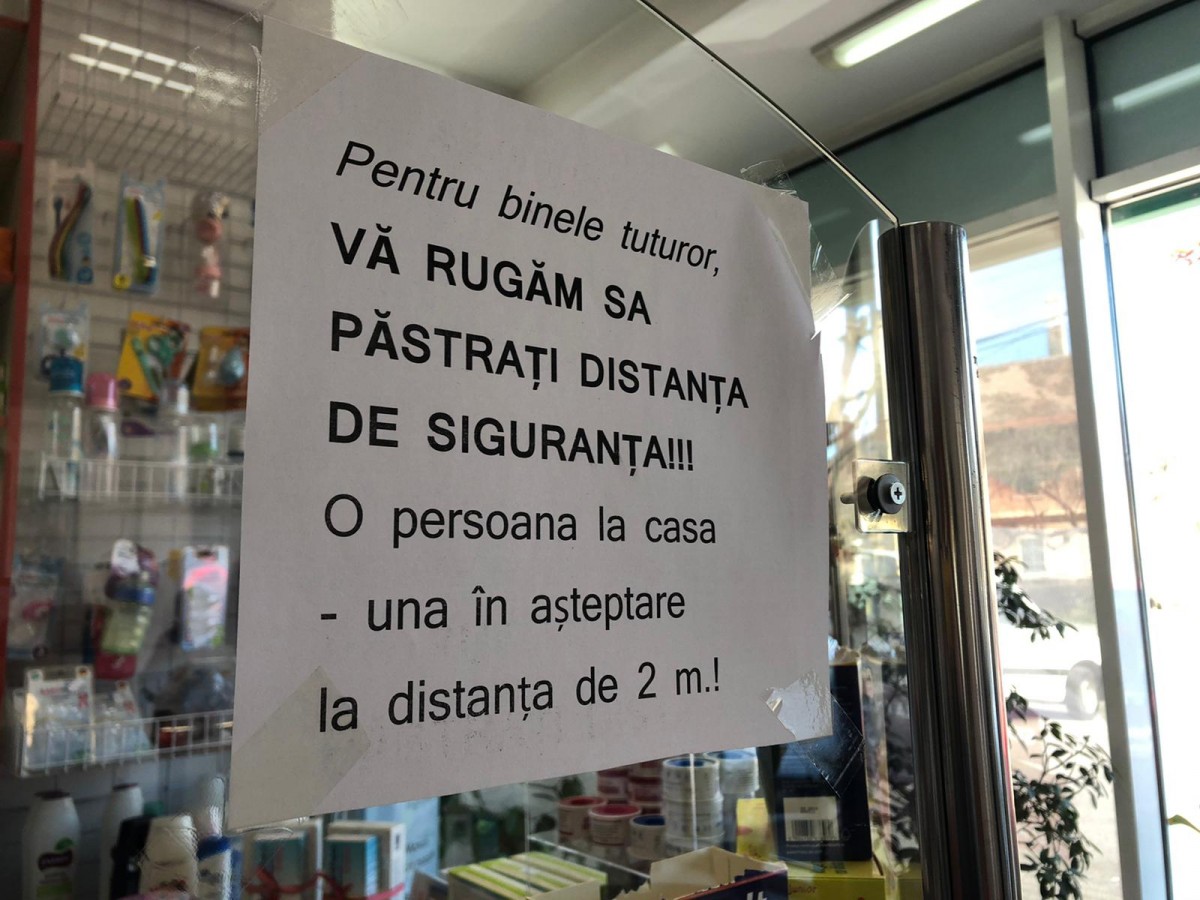 Pentru binele tuturor,
VĂ RUGĂM SA
PĂSTRAȚI DISTANȚA
DE SIGURANȚA!!!
O persoana la casa
- una în așteptare
la distanța de 2 m.!